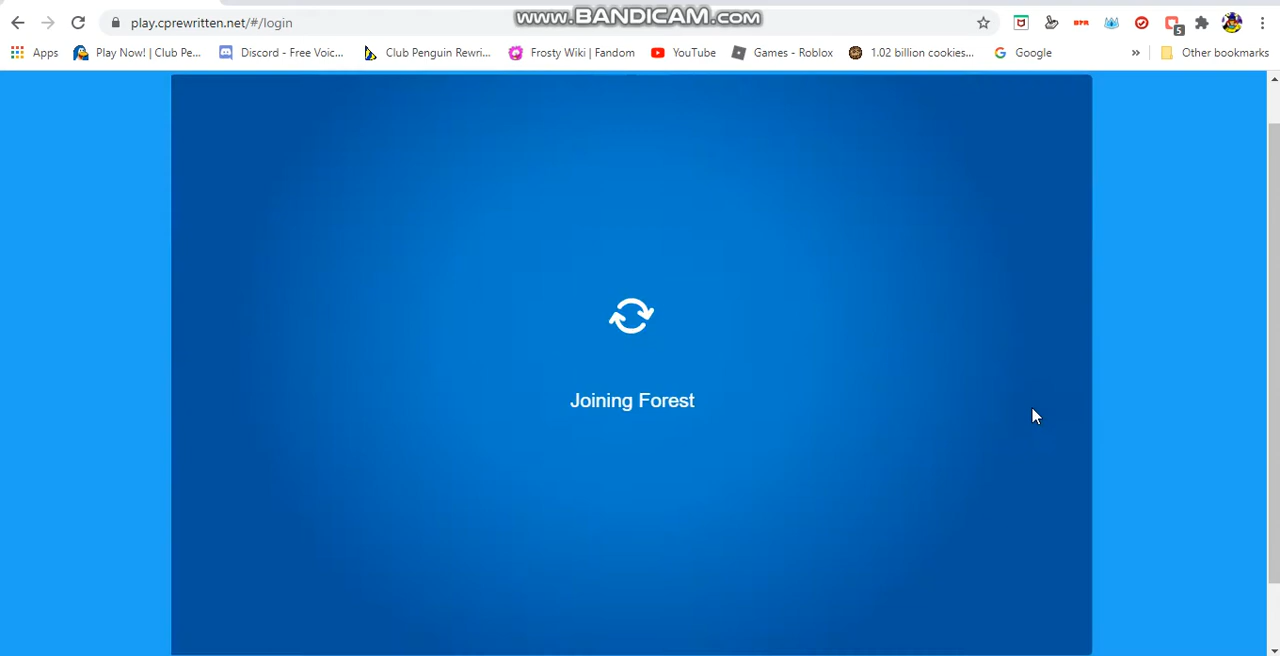 play.cprewritten.net/#/login
www.BANDICAM.com
5
Apps
Play Now! | Club Pe...
Discord - Free Voic...
Club Penguin Rewri...
Frosty Wiki | Fandom
YouTube
Games - Roblox
1.02 billion cookies...
Google
»
Other bookmarks
Joining Forest